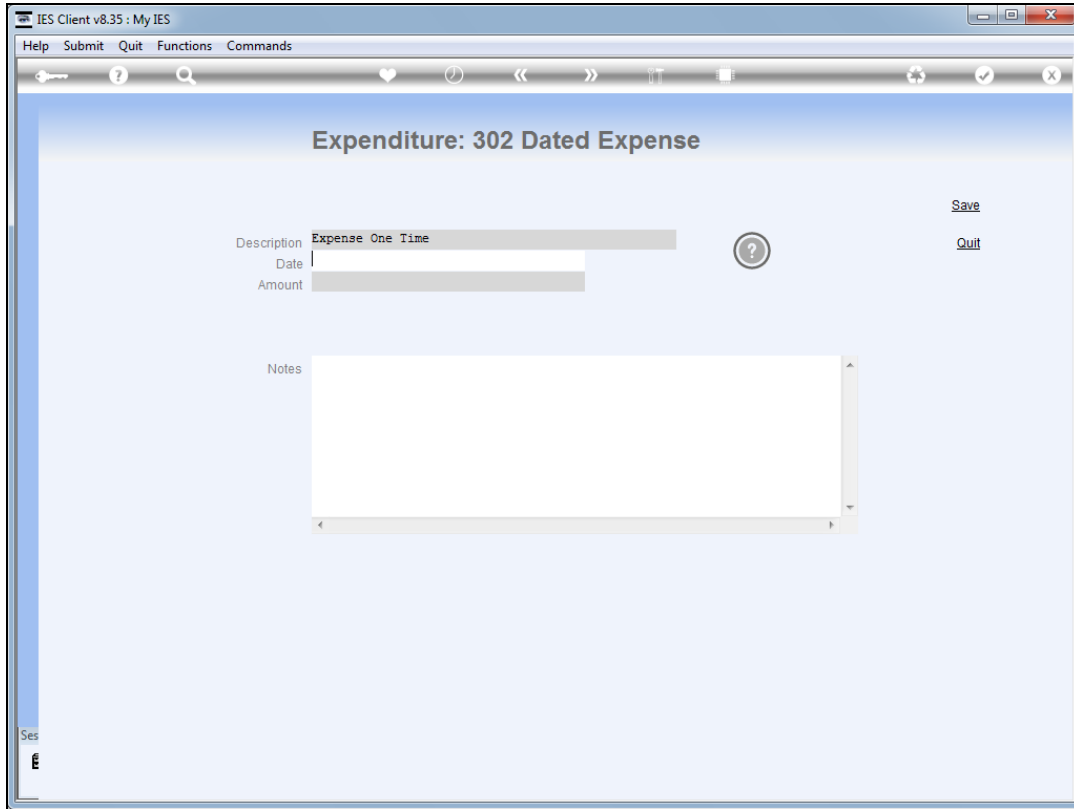 IES Client v8.35 : My IES
Help Submit Quit Functions Commands
Expenditure: 302 Dated Expense
Save
Description Expense One Time
Quit
Date
Amount
Notes
Ses